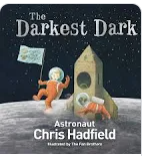 The
Darkest Dark
Astronaut
Chris Hadfield
Illustrated by The Fan Brothers